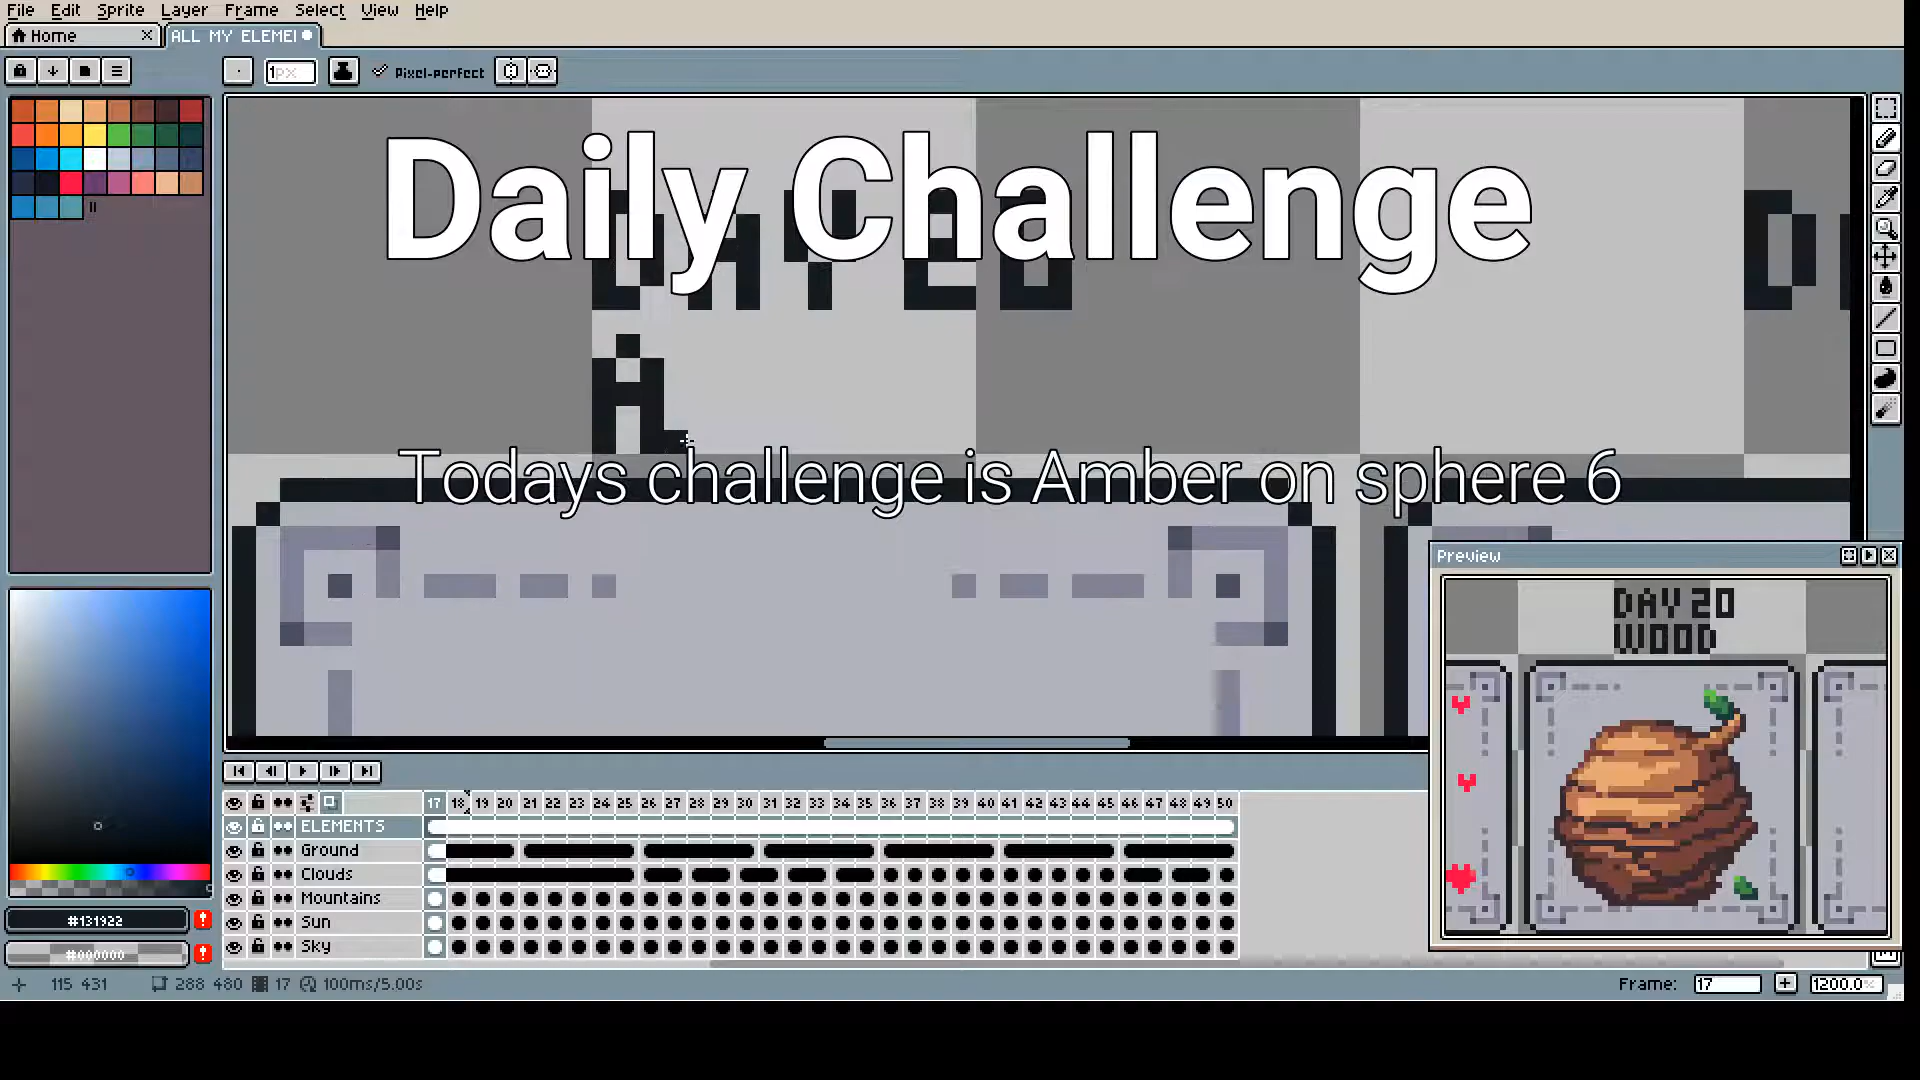 File Edit Sprite Layer Frame Select View Help
Home
ALL MY ELEME
1px
Pixel-perfect
Daily Challenge
A
Todays challenge is Amber on sphere 6
Preview
DAY 20
WOOD
17 18 19 20 21 22 23 24 25 26 27 28 29 30 31 32 33 34 35 36 37 38 39 40 41 42 43 44 45 46 47 48 49 50
ELEMENTS
Ground
Clouds
Mountains
Sun
Sky
#131922
#000000
115 431 288 480 17 100ms/5.00s
Frame: 17 1200.0%